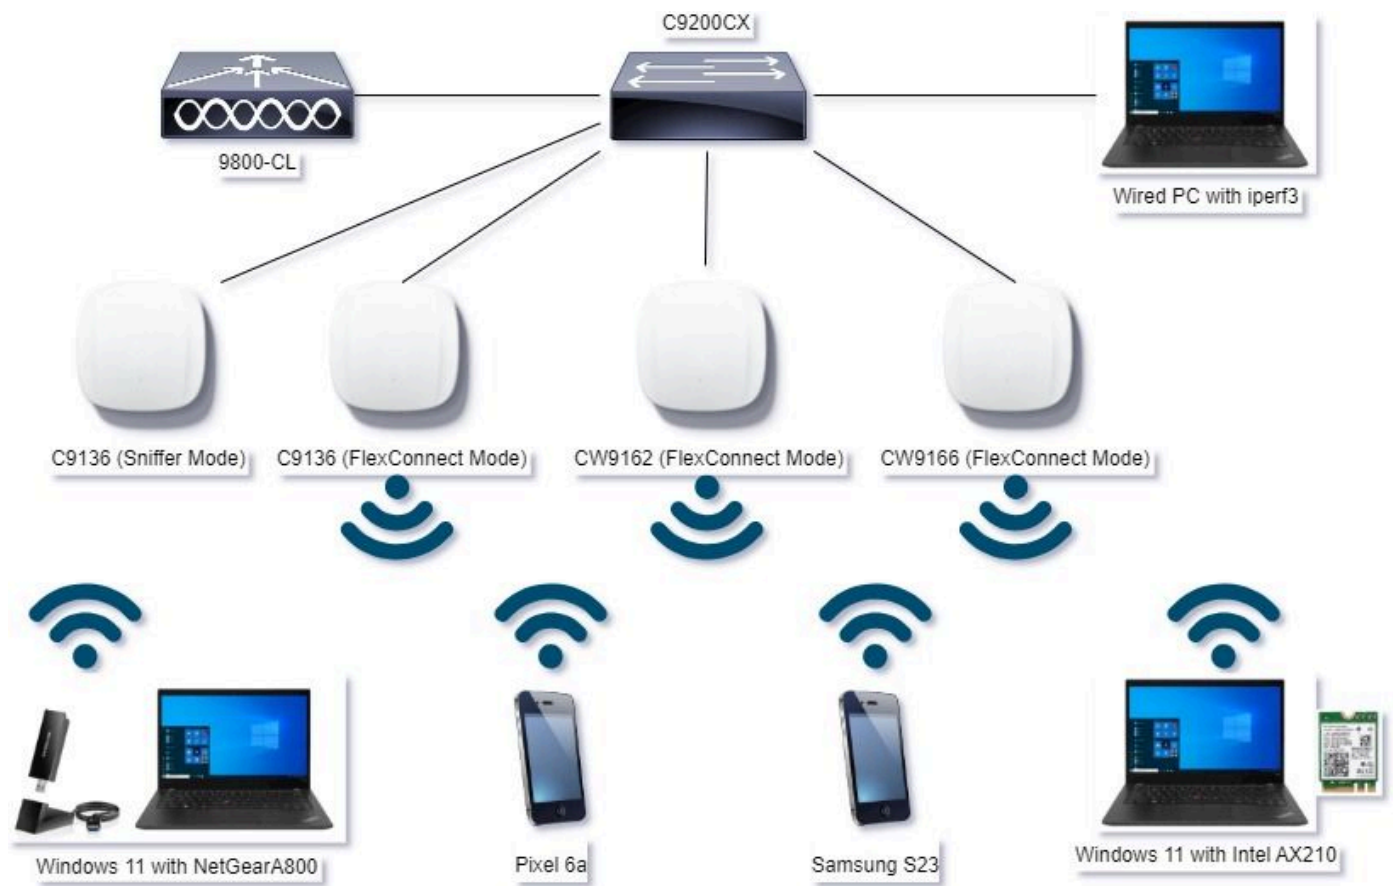 C9200CX
9800-CL
Wired PC with iperf3
C9136 (Sniffer Mode)
C9136 (FlexConnect Mode)
CW9162 (FlexConnect Mode)
CW9166 (FlexConnect Mode)
Windows 11 with NetGearA800
Pixel 6a
Samsung S23
Windows 11 with Intel AX210